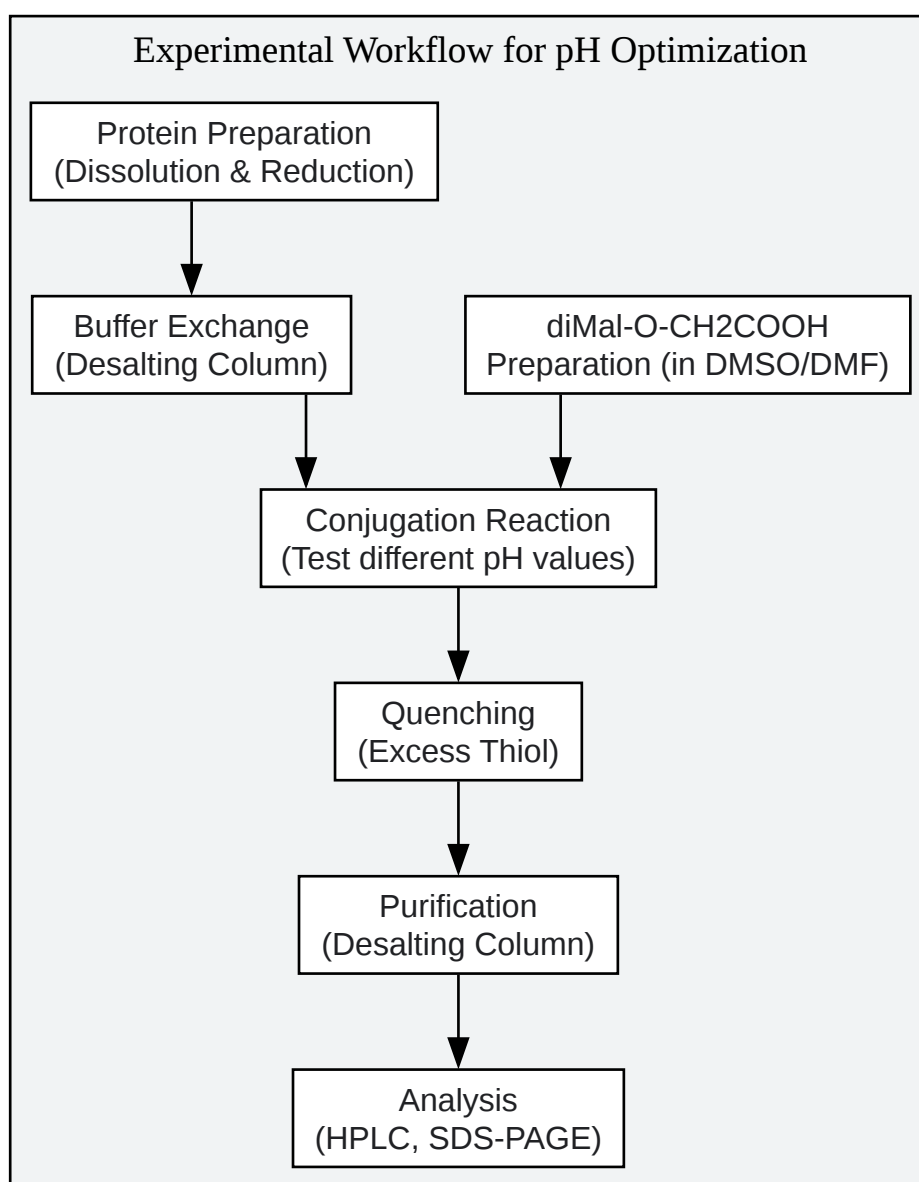 Experimental Workflow for pH Optimization
Protein Preparation
(Dissolution & Reduction)
Buffer Exchange
(Desalting Column)
diMal-O-CH2COOH
Preparation (in DMSO/DMF)
Conjugation Reaction
(Test different pH values)
Quenching
(Excess Thiol)
Purification
(Desalting Column)
Analysis
(HPLC, SDS-PAGE)